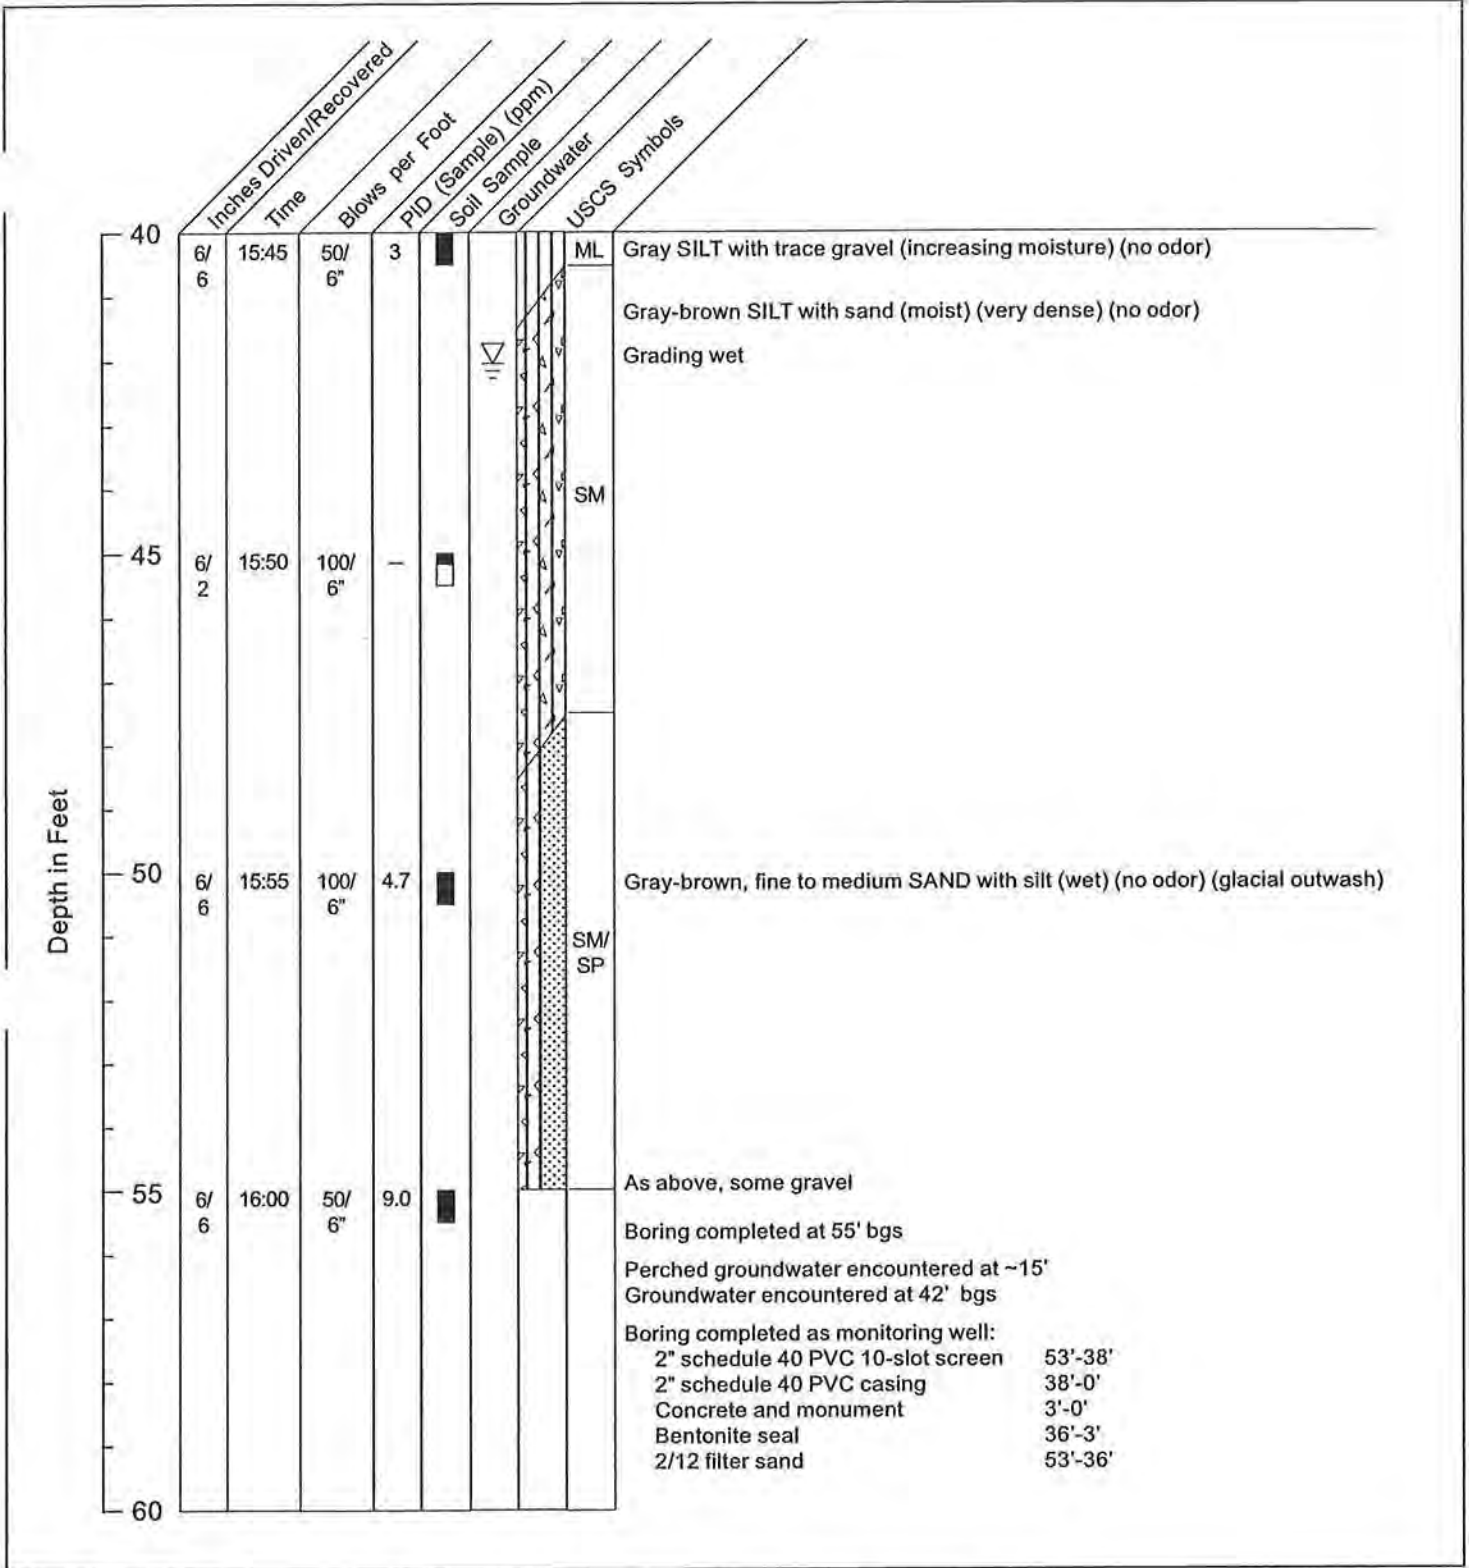 Inches Driven/Recovered
Time
Blows per Foot
PID (Sample) (ppm)
Soil Sample
Groundwater
USCS Symbols
Depth in Feet
40
6/
6
15:45
50/
6"
3
ML
Gray SILT with trace gravel (increasing moisture) (no odor)
Gray-brown SILT with sand (moist) (very dense) (no odor)
Grading wet
SM
45
6/
2
15:50
100/
6"
–
50
6/
6
15:55
100/
6"
4.7
Gray-brown, fine to medium SAND with silt (wet) (no odor) (glacial outwash)
SM/
SP
55
6/
6
16:00
50/
6"
9.0
As above, some gravel
Boring completed at 55' bgs
Perched groundwater encountered at ~15'
Groundwater encountered at 42' bgs
Boring completed as monitoring well:
2" schedule 40 PVC 10-slot screen 53'-38'
2" schedule 40 PVC casing 38'-0'
Concrete and monument 3'-0'
Bentonite seal 36'-3'
2/12 filter sand 53'-36'
60